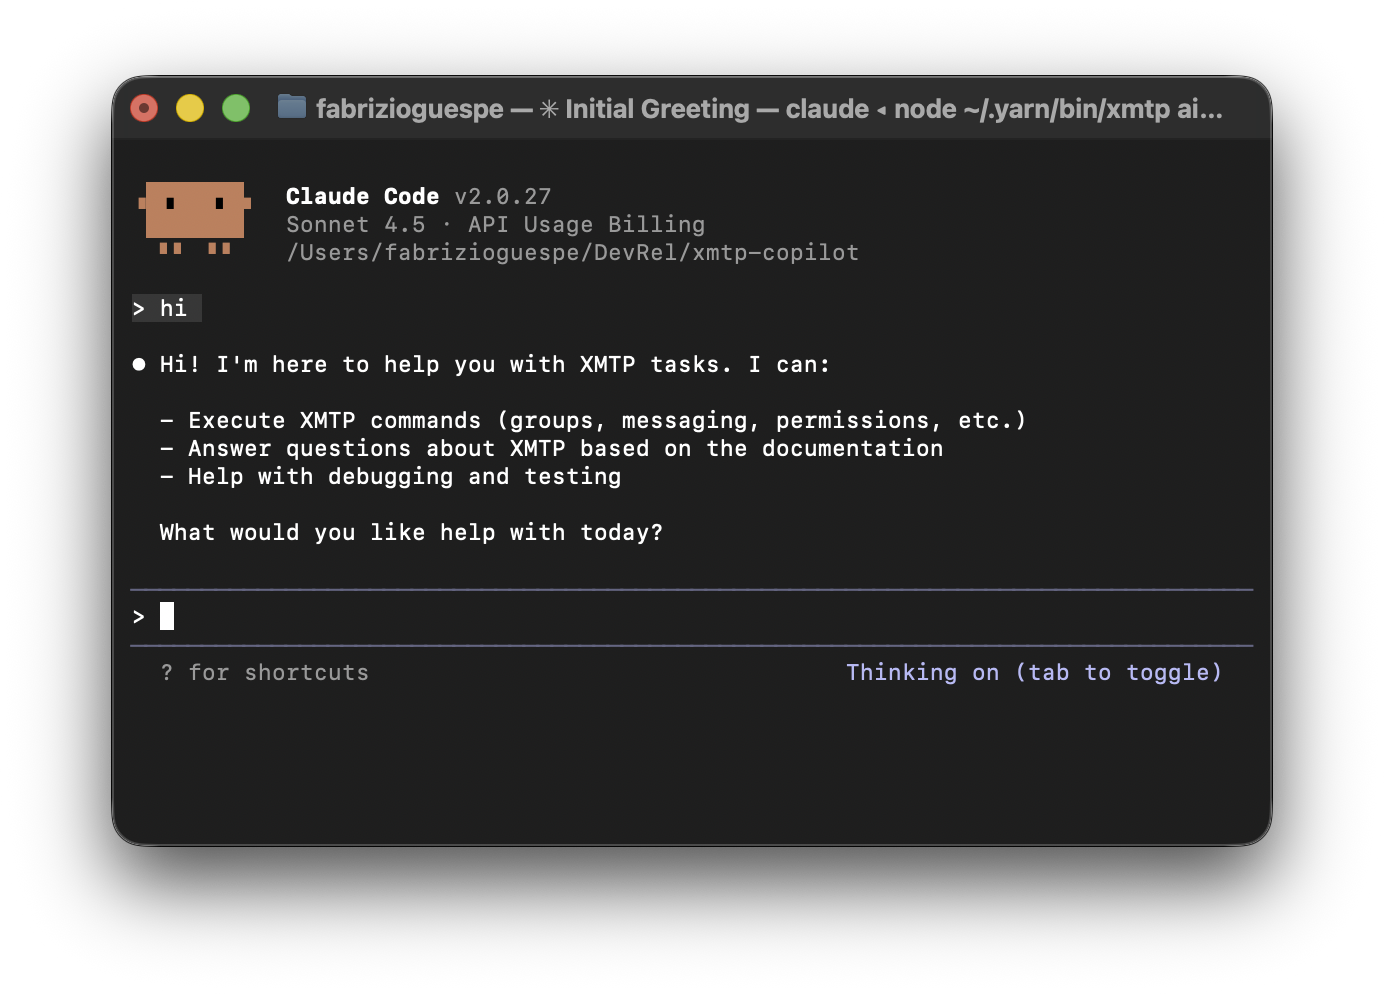 fabrizioguespe — ✳ Initial Greeting — claude ◂ node ~/.yarn/bin/xmtp ai...
Claude Code v2.0.27
Sonnet 4.5 · API Usage Billing
/Users/fabrizioguespe/DevRel/xmtp-copilot
> hi
● Hi! I'm here to help you with XMTP tasks. I can:
– Execute XMTP commands (groups, messaging, permissions, etc.)
– Answer questions about XMTP based on the documentation
– Help with debugging and testing
What would you like help with today?
>
? for shortcuts Thinking on (tab to toggle)